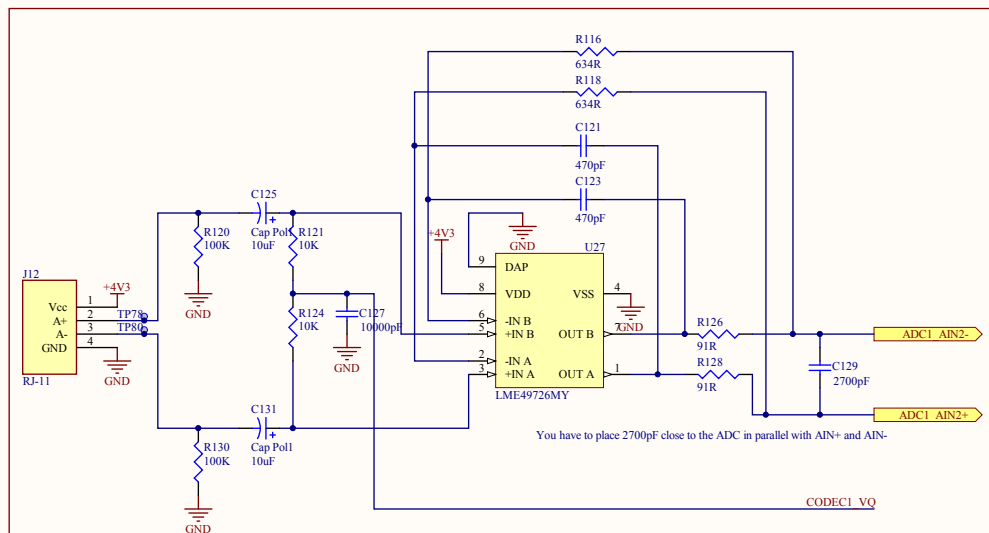 R116
634R
R118
634R
C121
470pF
C123
470pF
C125
Cap Pol1
10uF
R120
100K
R121
10K
+4V3
GND
U27
9 DAP
8 VDD
VSS 4
GND
6 -IN B
5 +IN B
OUT B 7
2 -IN A
3 +IN A
OUT A 1
LME49726MY
J12
+4V3
Vcc 1
A+ 2 TP78
A- 3 TP80
GND 4
RJ-11
GND
GND
R124
10K
C127
10000pF
GND
R126
91R
R128
91R
ADC1_AIN2-
C129
2700pF
ADC1_AIN2+
You have to place 2700pF close to the ADC in parallel with AIN+ and AIN-
C131
Cap Pol1
10uF
R130
100K
GND
CODEC1_VQ